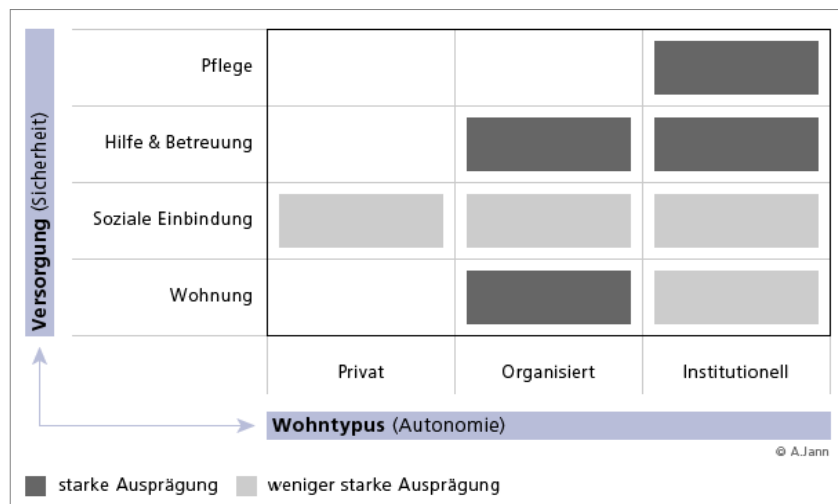 Versorgung (Sicherheit)
Pflege
Hilfe & Betreuung
Soziale Einbindung
Wohnung
Privat
Organisiert
Institutionell
Wohntypus (Autonomie)
© A.Jann
starke Ausprägung
weniger starke Ausprägung